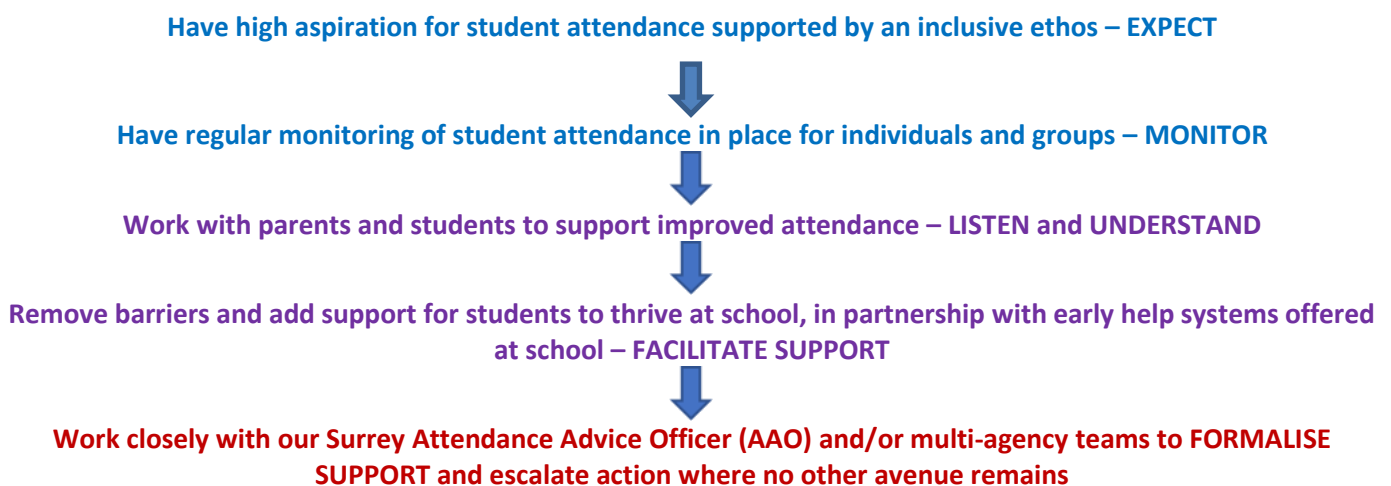 Have high aspiration for student attendance supported by an inclusive ethos – EXPECT
Have regular monitoring of student attendance in place for individuals and groups – MONITOR
Work with parents and students to support improved attendance – LISTEN and UNDERSTAND
Remove barriers and add support for students to thrive at school, in partnership with early help systems offered
at school – FACILITATE SUPPORT
Work closely with our Surrey Attendance Advice Officer (AAO) and/or multi-agency teams to FORMALISE
SUPPORT and escalate action where no other avenue remains